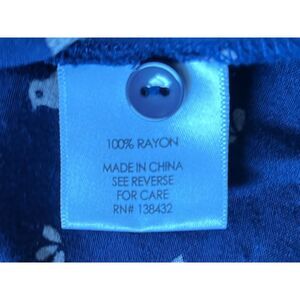 100% RAYON
MADE IN CHINA
SEE REVERSE
FOR CARE
RN# 138432